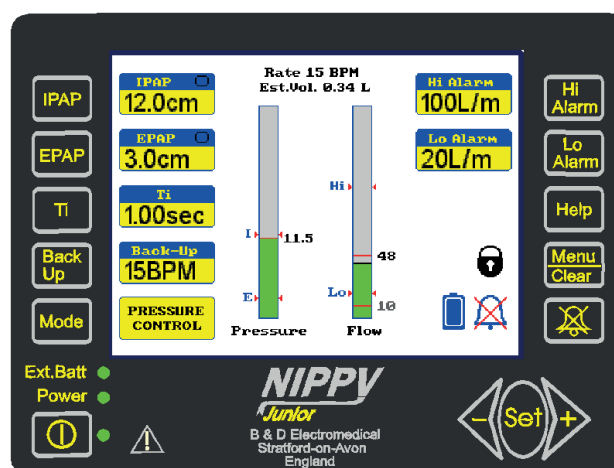 IPAP
EPAP
Ti
Back
Up
Mode
Ext.Batt
Power
IPAP
12.0cm
EPAP
3.0cm
Ti
1.00sec
Back-Up
15BPM
PRESSURE
CONTROL
Rate 15 BPM
Est.Vol. 0.34 L
I
11.5
E
Pressure
Hi
48
Lo
10
Flow
Hi Alarm
100L/m
Lo Alarm
20L/m
Hi
Alarm
Lo
Alarm
Help
Menu
Clear
NIPPY
Junior
B & D Electromedical
Stratford-on-Avon
England
- Set +